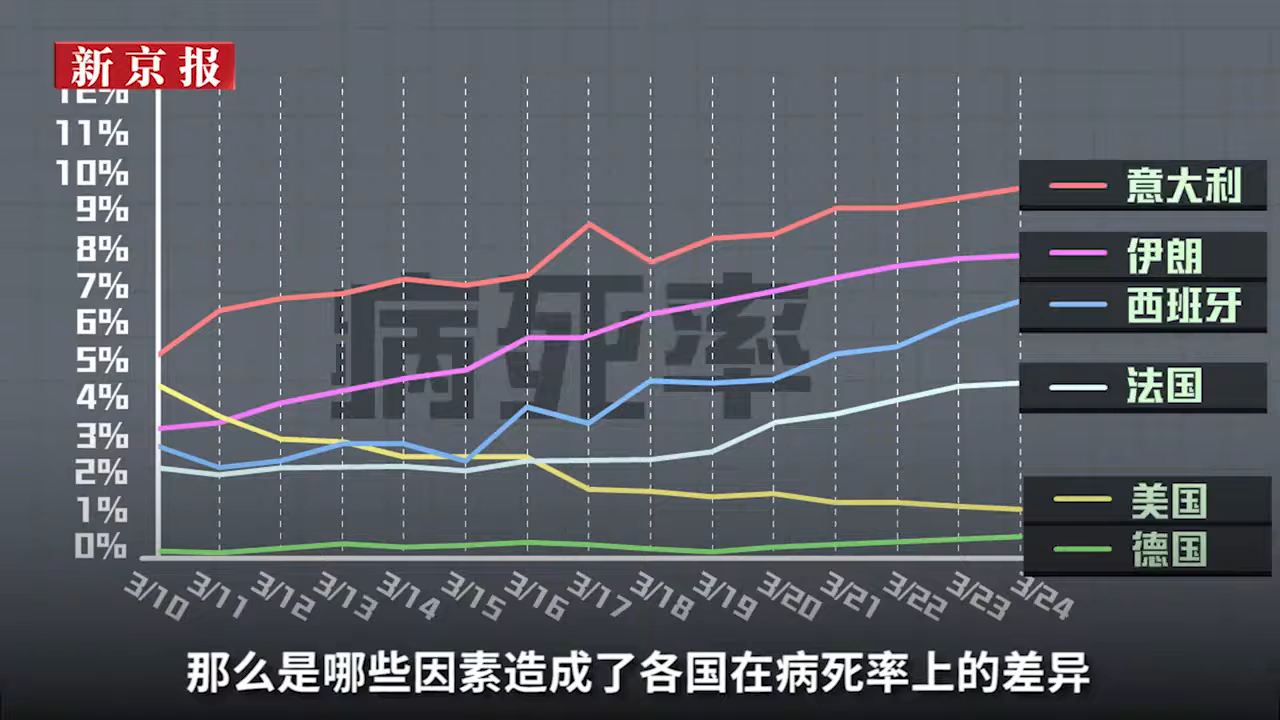 新京报
12%
11%
10%
9%
8%
7%
6%
5%
4%
3%
2%
1%
0%
病死率
意大利
伊朗
西班牙
法国
美国
德国
3/10 3/11 3/12 3/13 3/14 3/15 3/16 3/17 3/18 3/19 3/20 3/21 3/22 3/23 3/24
那么是哪些因素造成了各国在病死率上的差异